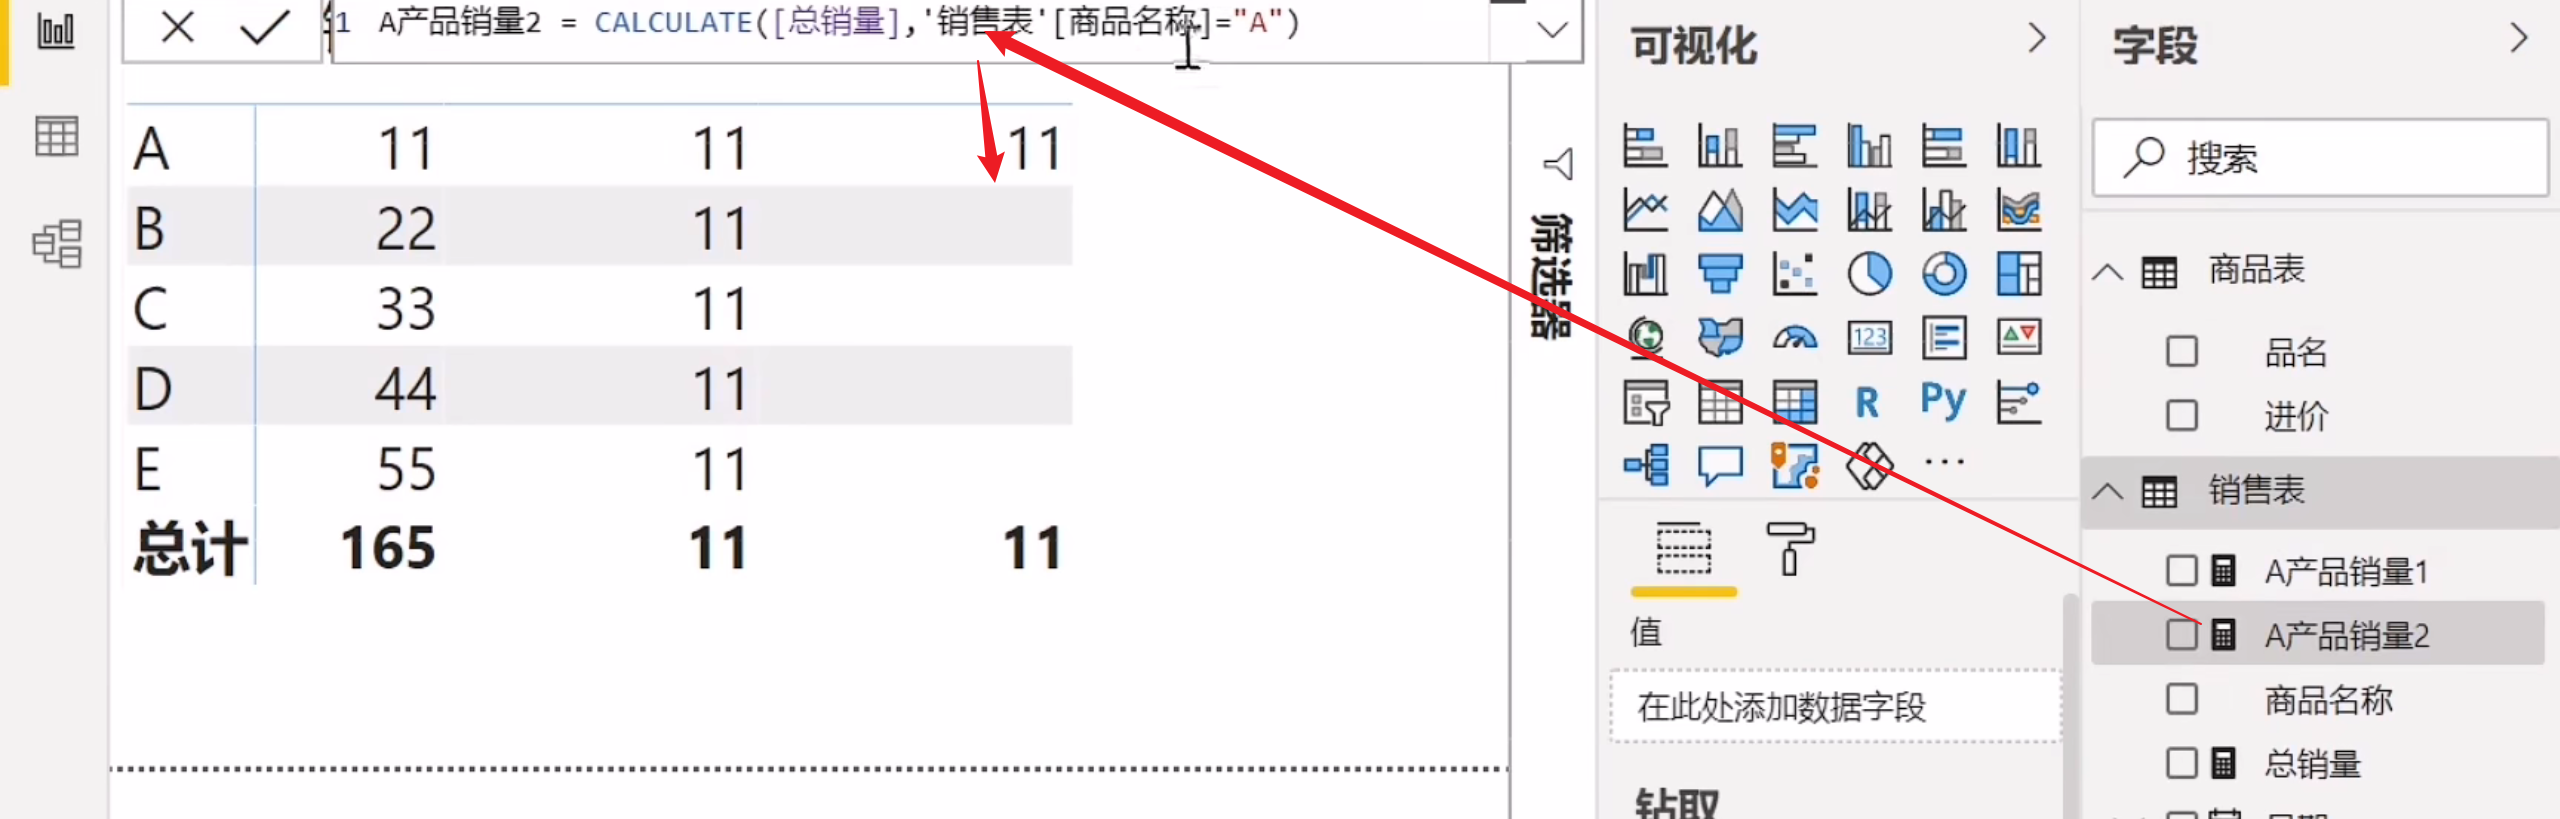 1 A产品销量2 = CALCULATE([总销量],'销售表'[商品名称]="A")
A 11 11 11
B 22 11
C 33 11
D 44 11
E 55 11
总计 165 11 11
筛选器
可视化
123
R Py
...
值
在此处添加数据字段
钻取
字段
搜索
商品表
品名
进价
销售表
A产品销量1
A产品销量2
商品名称
总销量